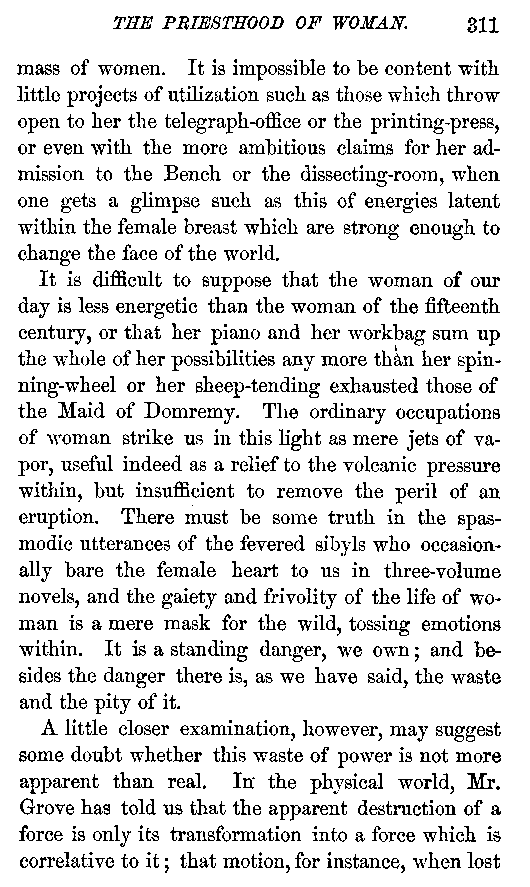 THE PRIESTHOOD OF WOMAN. 311
mass of women. It is impossible to be content with
little projects of utilization such as those which throw
open to her the telegraph-office or the printing-press,
or even with the more ambitious claims for her ad-
mission to the Bench or the dissecting-room, when
one gets a glimpse such as this of energies latent
within the female breast which are strong enough to
change the face of the world.
It is difficult to suppose that the woman of our
day is less energetic than the woman of the fifteenth
century, or that her piano and her workbag sum up
the whole of her possibilities any more than her spin-
ning-wheel or her sheep-tending exhausted those of
the Maid of Domremy. The ordinary occupations
of woman strike us in this light as mere jets of va-
por, useful indeed as a relief to the volcanic pressure
within, but insufficient to remove the peril of an
eruption. There must be some truth in the spas-
modic utterances of the fevered sibyls who occasion-
ally bare the female heart to us in three-volume
novels, and the gaiety and frivolity of the life of wo-
man is a mere mask for the wild, tossing emotions
within. It is a standing danger, we own; and be-
sides the danger there is, as we have said, the waste
and the pity of it.
A little closer examination, however, may suggest
some doubt whether this waste of power is not more
apparent than real. In the physical world, Mr.
Grove has told us that the apparent destruction of a
force is only its transformation into a force which is
correlative to it; that motion, for instance, when lost